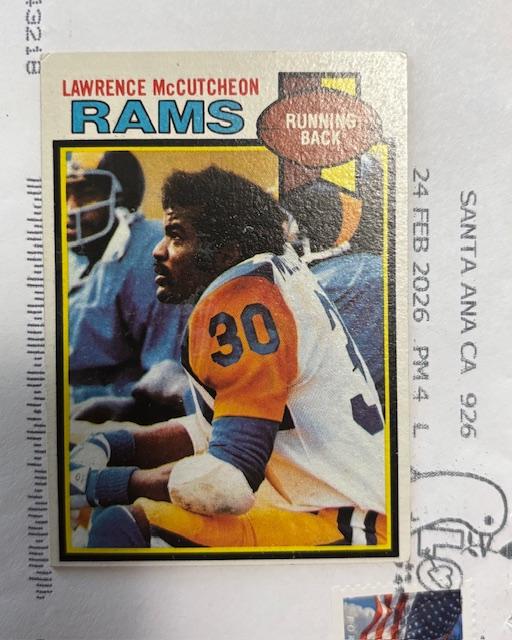 LAWRENCE McCUTCHEON
RAMS
RUNNING
BACK
30
SANTA ANA CA 926
24 FEB 2026 PM 4 L